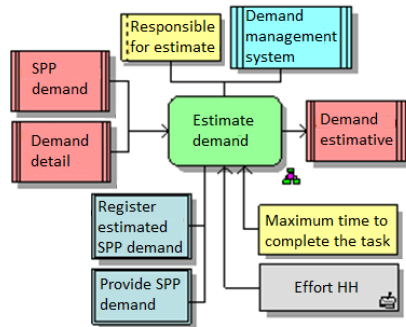 Responsible
for estimate
Demand
management
system
SPP
demand
Demand
detail
Estimate
demand
Demand
estimative
Register
estimated
SPP demand
Provide SPP
demand
Maximum time to
complete the task
Effort HH